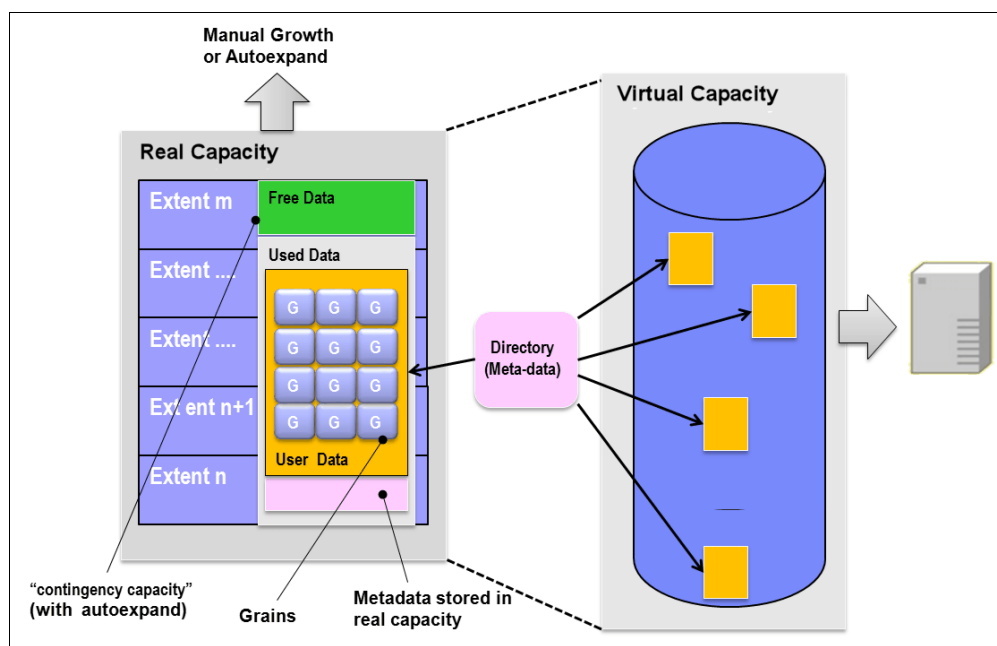 Manual Growth
or Autoexpand
Real Capacity
Extent m
Free Data
Used Data
Extent ....
G G G
Extent ....
G G G
G G G
Ext ent n+1
G G G
User Data
Extent n
Directory
(Meta-data)
Virtual Capacity
“contingency capacity”
(with autoexpand)
Grains
Metadata stored in
real capacity